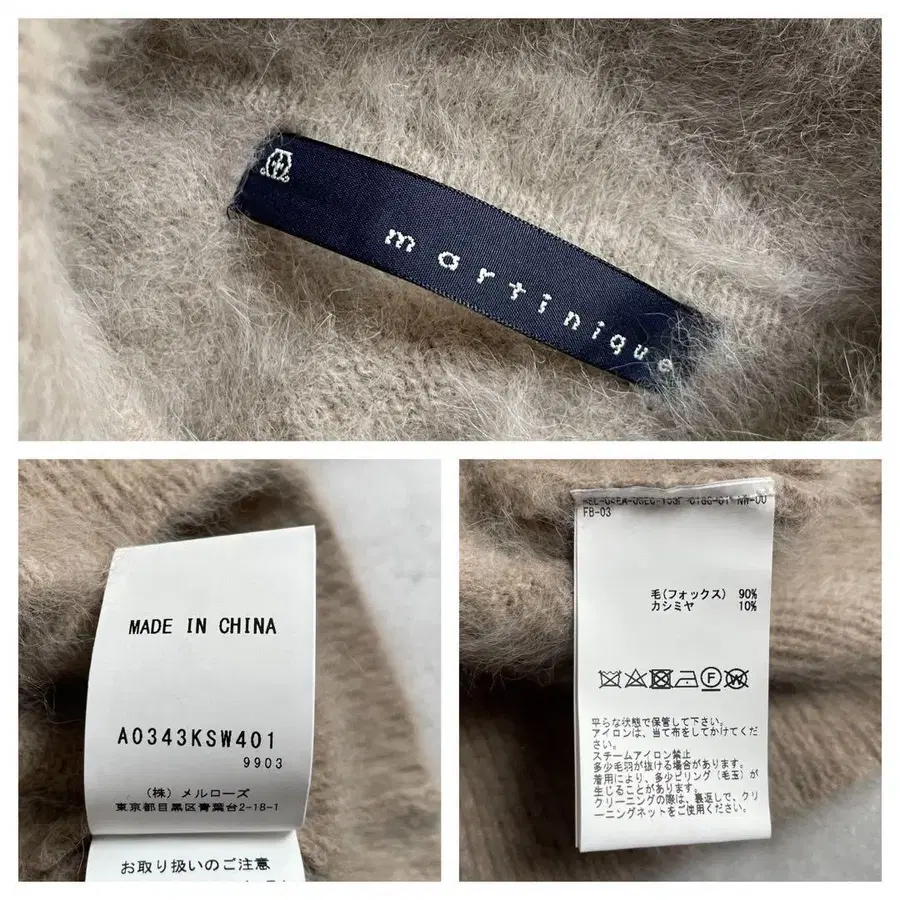 martinique
MADE IN CHINA
A0343KSW401
9903
(株) メルローズ
東京都目黒区青葉台2-18-1
お取り扱いのご注意
FB-03
毛(フォックス) 90%
カシミヤ 10%
平らな状態で保管して下さい。
アイロンは、当て布をしてかけてくだ
さい。
スチームアイロン禁止
多少毛羽が抜ける場合があります。
着用により、多少ピリング(毛玉)が
生じることがあります。
クリーニングの際は、裏返しで、クリ
ーニングネットをご使用ください。